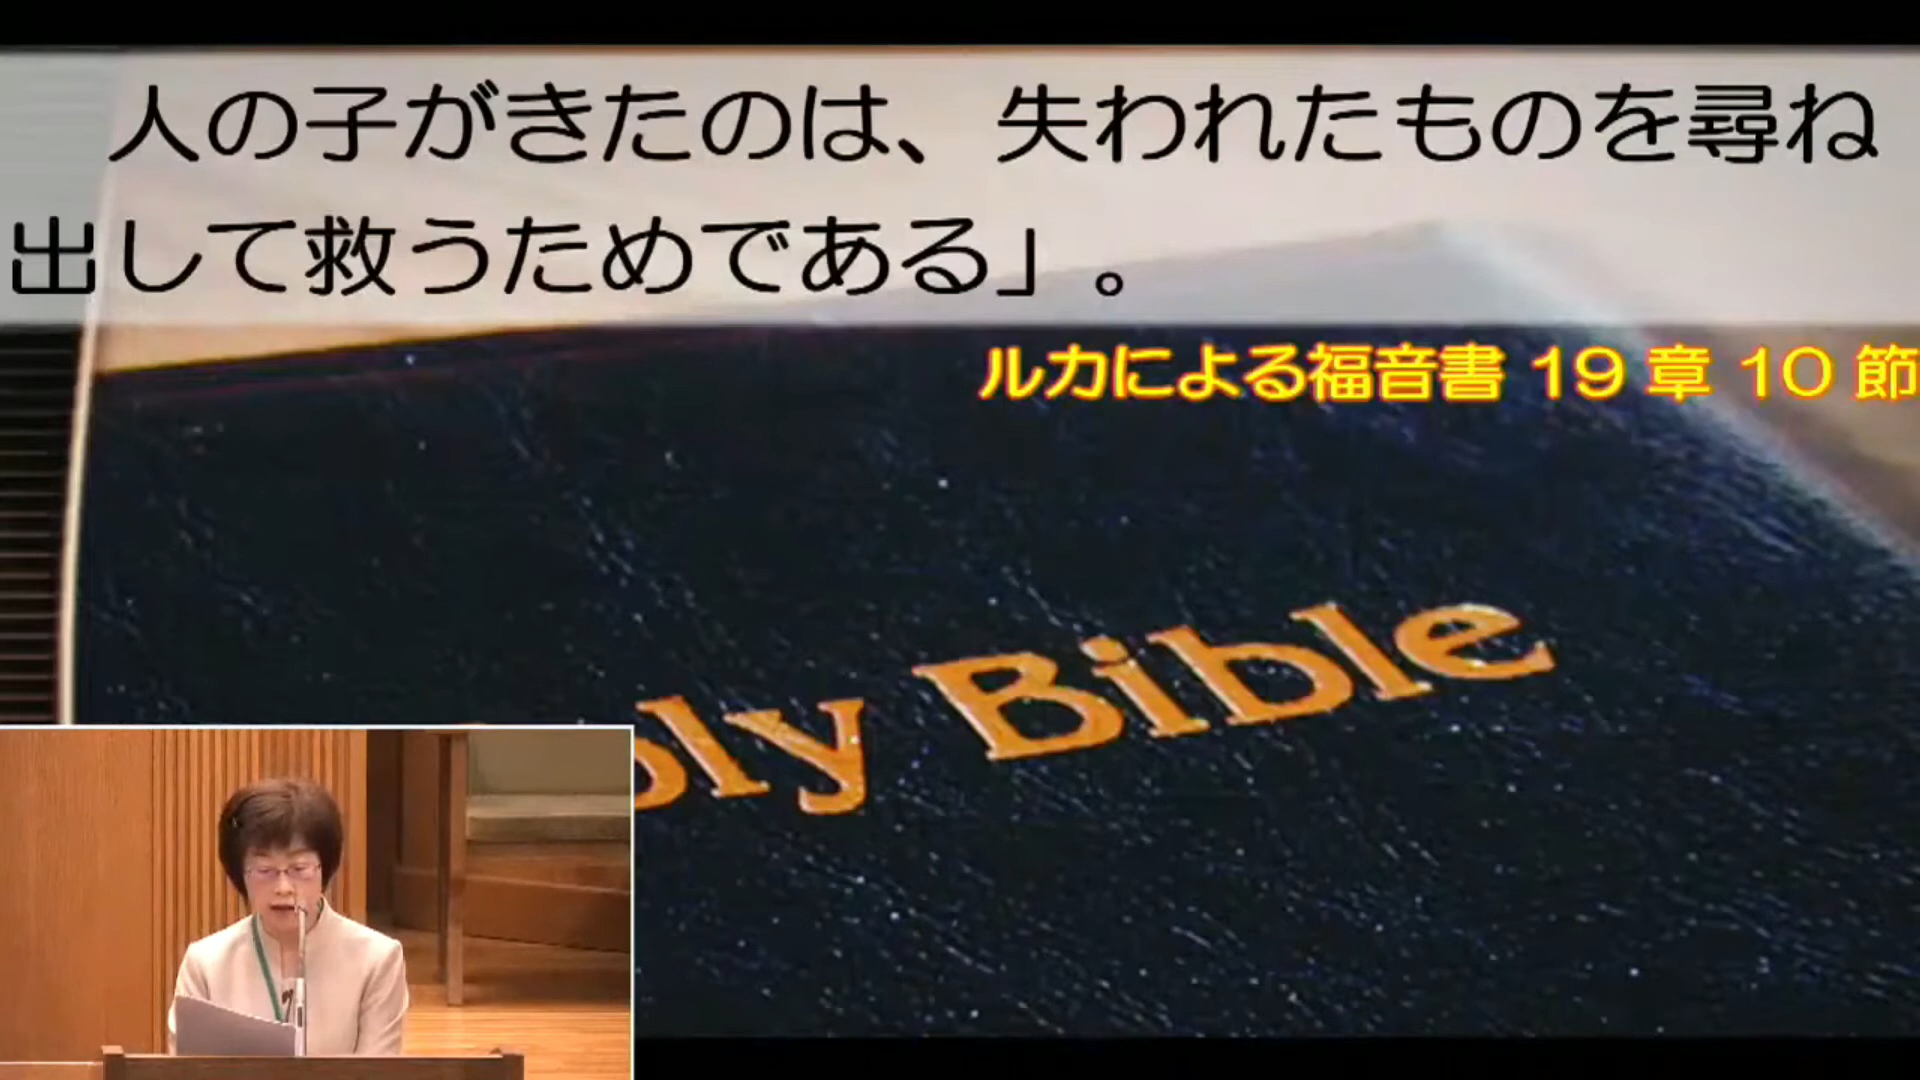 人の子がきたのは、失われたものを尋ね
出して救うためである」。
ルカによる福音書 19 章 10 節
oly Bible